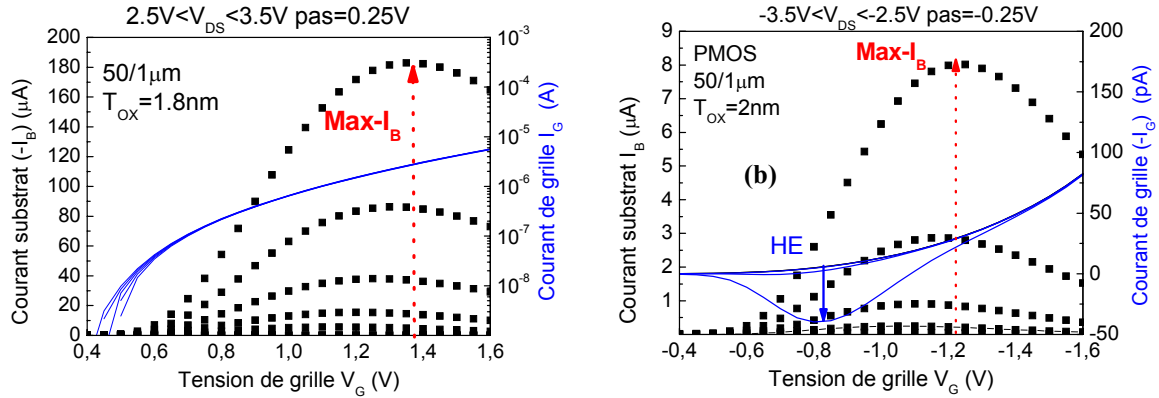 2.5V<V_DS<3.5V pas=0.25V
200
180
160
140
120
100
80
60
40
20
0
Courant substrat (-I_B) (μA)
50/1μm
T_OX=1.8nm
Max-I_B
10^-3
10^-4
10^-5
10^-6
10^-7
10^-8
Courant de grille I_G (A)
0,4 0,6 0,8 1,0 1,2 1,4 1,6
Tension de grille V_G (V)
-3.5V<V_DS<-2.5V pas=-0.25V
9
8
7
6
5
4
3
2
1
0
Courant substrat I_B (μA)
PMOS
50/1μm
T_OX=2nm
Max-I_B
(b)
HE
200
150
100
50
0
-50
Courant de grille (-I_G) (pA)
-0,4 -0,6 -0,8 -1,0 -1,2 -1,4 -1,6
Tension de grille V_G (V)